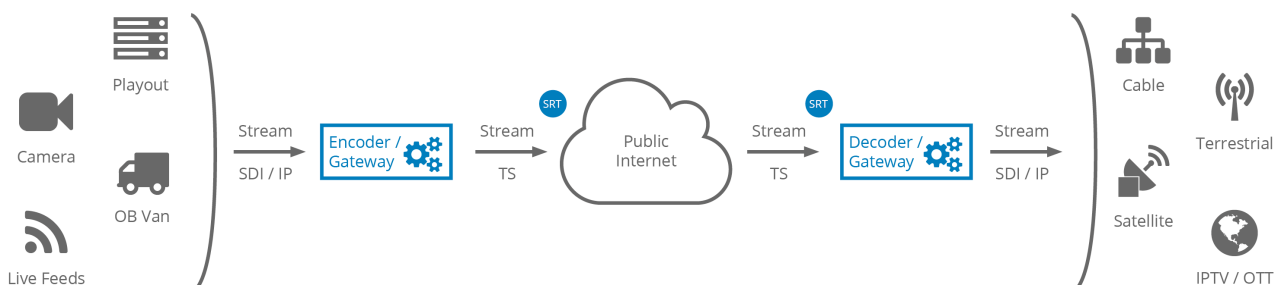 Playout
Camera
OB Van
Live Feeds
Stream
SDI / IP
Encoder /
Gateway
Stream
TS
SRT
Public
Internet
Stream
TS
SRT
Decoder /
Gateway
Stream
SDI / IP
Cable
Terrestrial
Satellite
IPTV / OTT